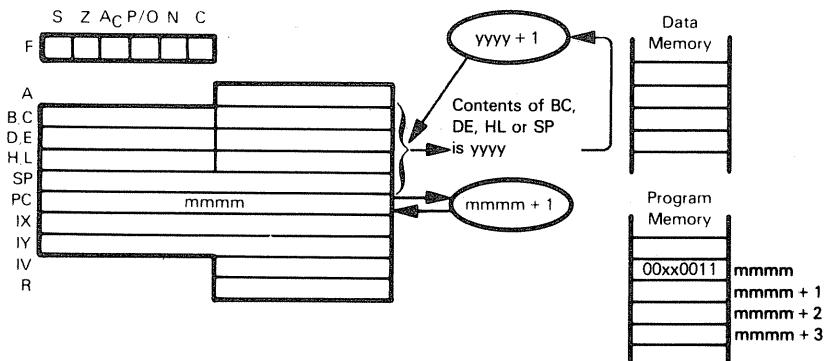 S Z AC P/O N C
F
A
B,C
D,E
H,L
SP
PC
IX
IY
IV
R
mmmm
yyyy + 1
Contents of BC,
DE, HL or SP
is yyyy
mmmm + 1
Data
Memory
Program
Memory
00xx0011 mmmm
mmmm + 1
mmmm + 2
mmmm + 3